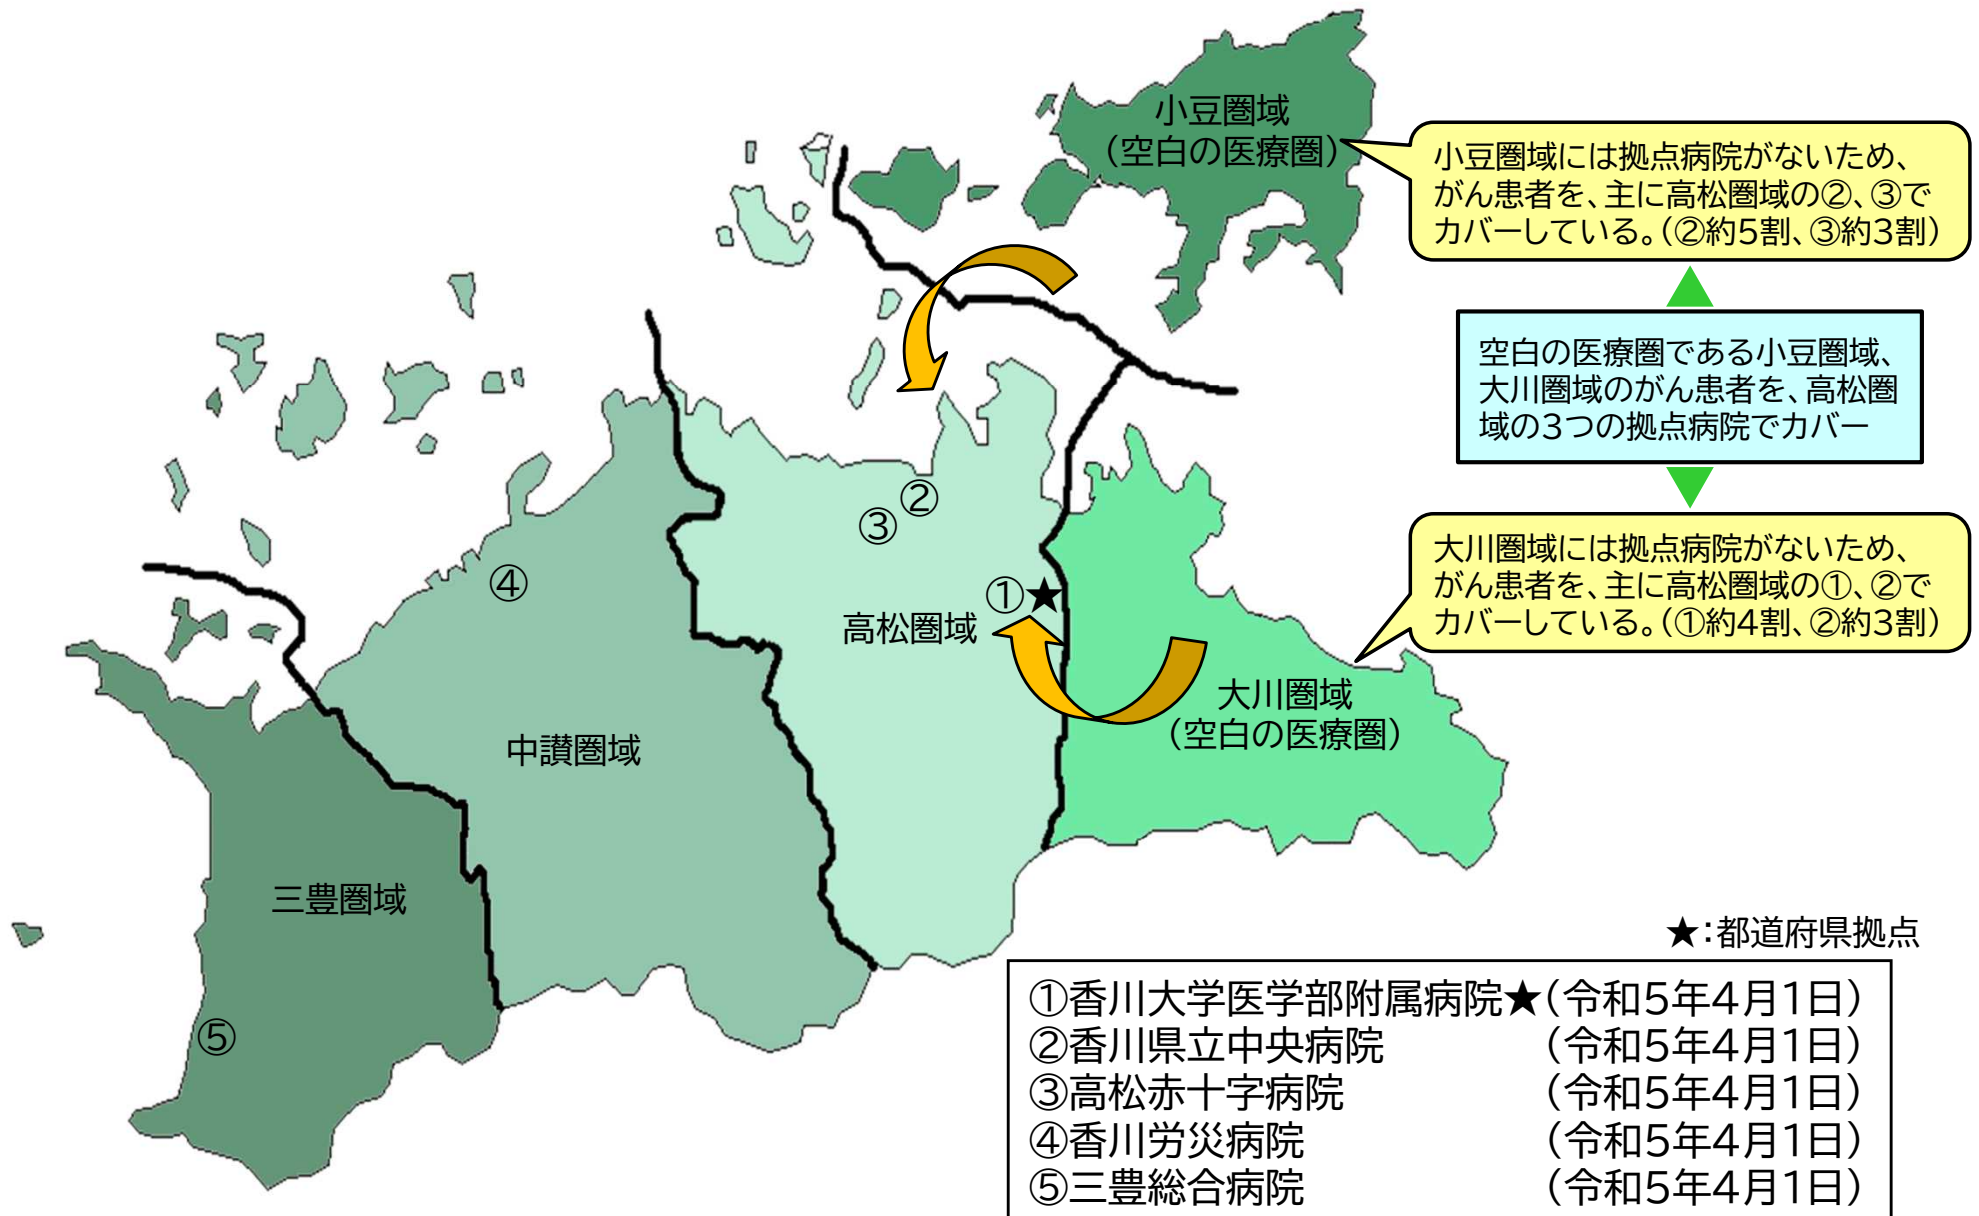 小豆圏域
（空白の医療圏）
小豆圏域には拠点病院がないため、
がん患者を、主に高松圏域の②、③で
カバーしている。（②約5割、③約3割）
空白の医療圏である小豆圏域、
大川圏域のがん患者を、高松圏
域の3つの拠点病院でカバー
大川圏域には拠点病院がないため、
がん患者を、主に高松圏域の①、②で
カバーしている。（①約4割、②約3割）
②
③
④
①★
高松圏域
大川圏域
（空白の医療圏）
中讃圏域
三豊圏域
⑤
★：都道府県拠点
①香川大学医学部附属病院★（令和5年4月1日）
②香川県立中央病院　（令和5年4月1日）
③高松赤十字病院　（令和5年4月1日）
④香川労災病院　（令和5年4月1日）
⑤三豊総合病院　（令和5年4月1日）